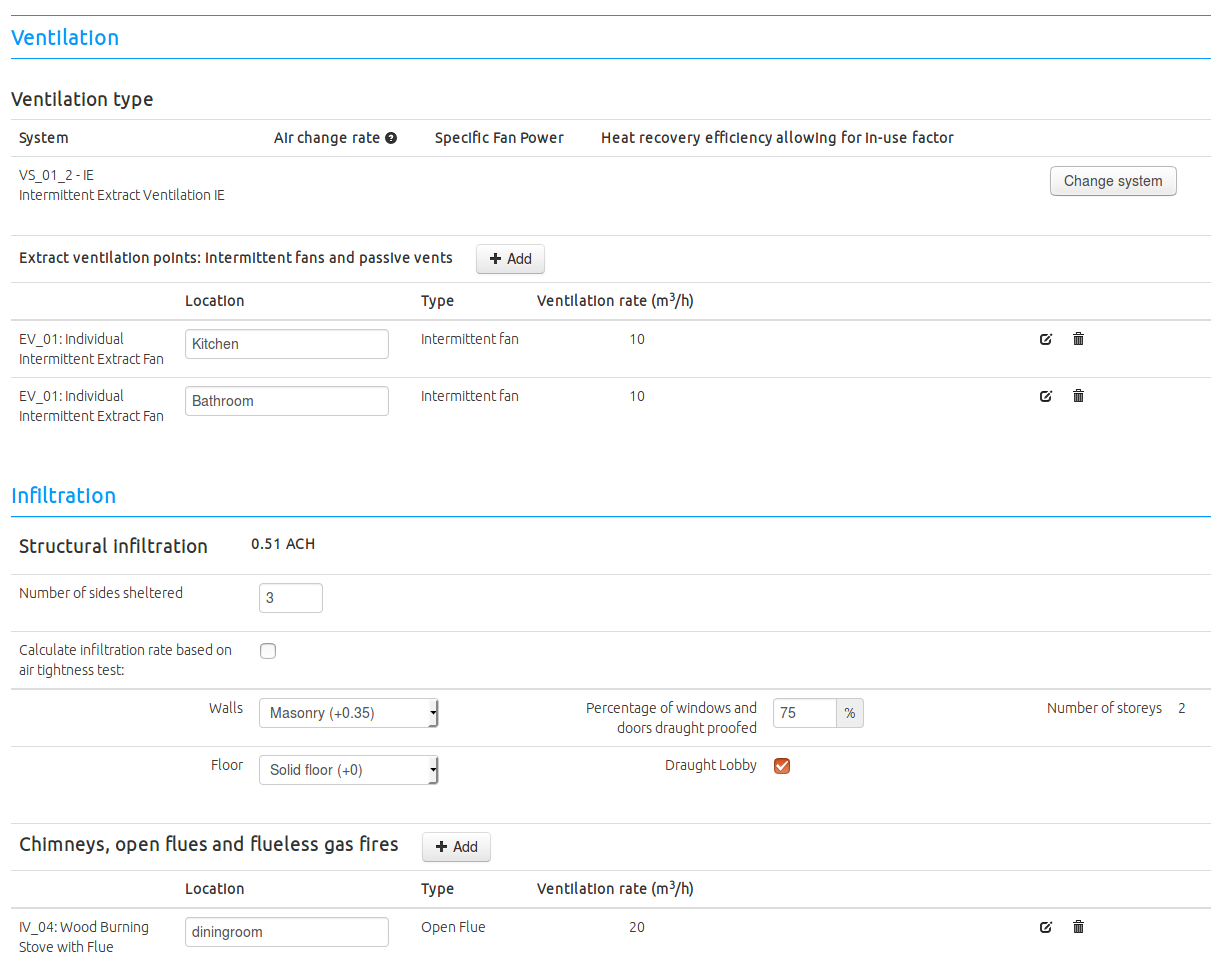 Ventilation
Ventilation type
System Air change rate ? Specific Fan Power Heat recovery efficiency allowing for in-use factor
VS_01_2 - IE
Intermittent Extract Ventilation IE
Change system
Extract ventilation points: Intermittent fans and passive vents + Add
Location Type Ventilation rate (m³/h)
EV_01: Individual
Intermittent Extract Fan
Kitchen Intermittent fan 10
EV_01: Individual
Intermittent Extract Fan
Bathroom Intermittent fan 10
Infiltration
Structural infiltration 0.51 ACH
Number of sides sheltered 3
Calculate infiltration rate based on
air tightness test:
Walls Masonry (+0.35)
Percentage of windows and
doors draught proofed
75 %
Number of storeys 2
Floor Solid floor (+0)
Draught Lobby
Chimneys, open flues and flueless gas fires + Add
Location Type Ventilation rate (m³/h)
IV_04: Wood Burning
Stove with Flue
diningroom Open Flue 20